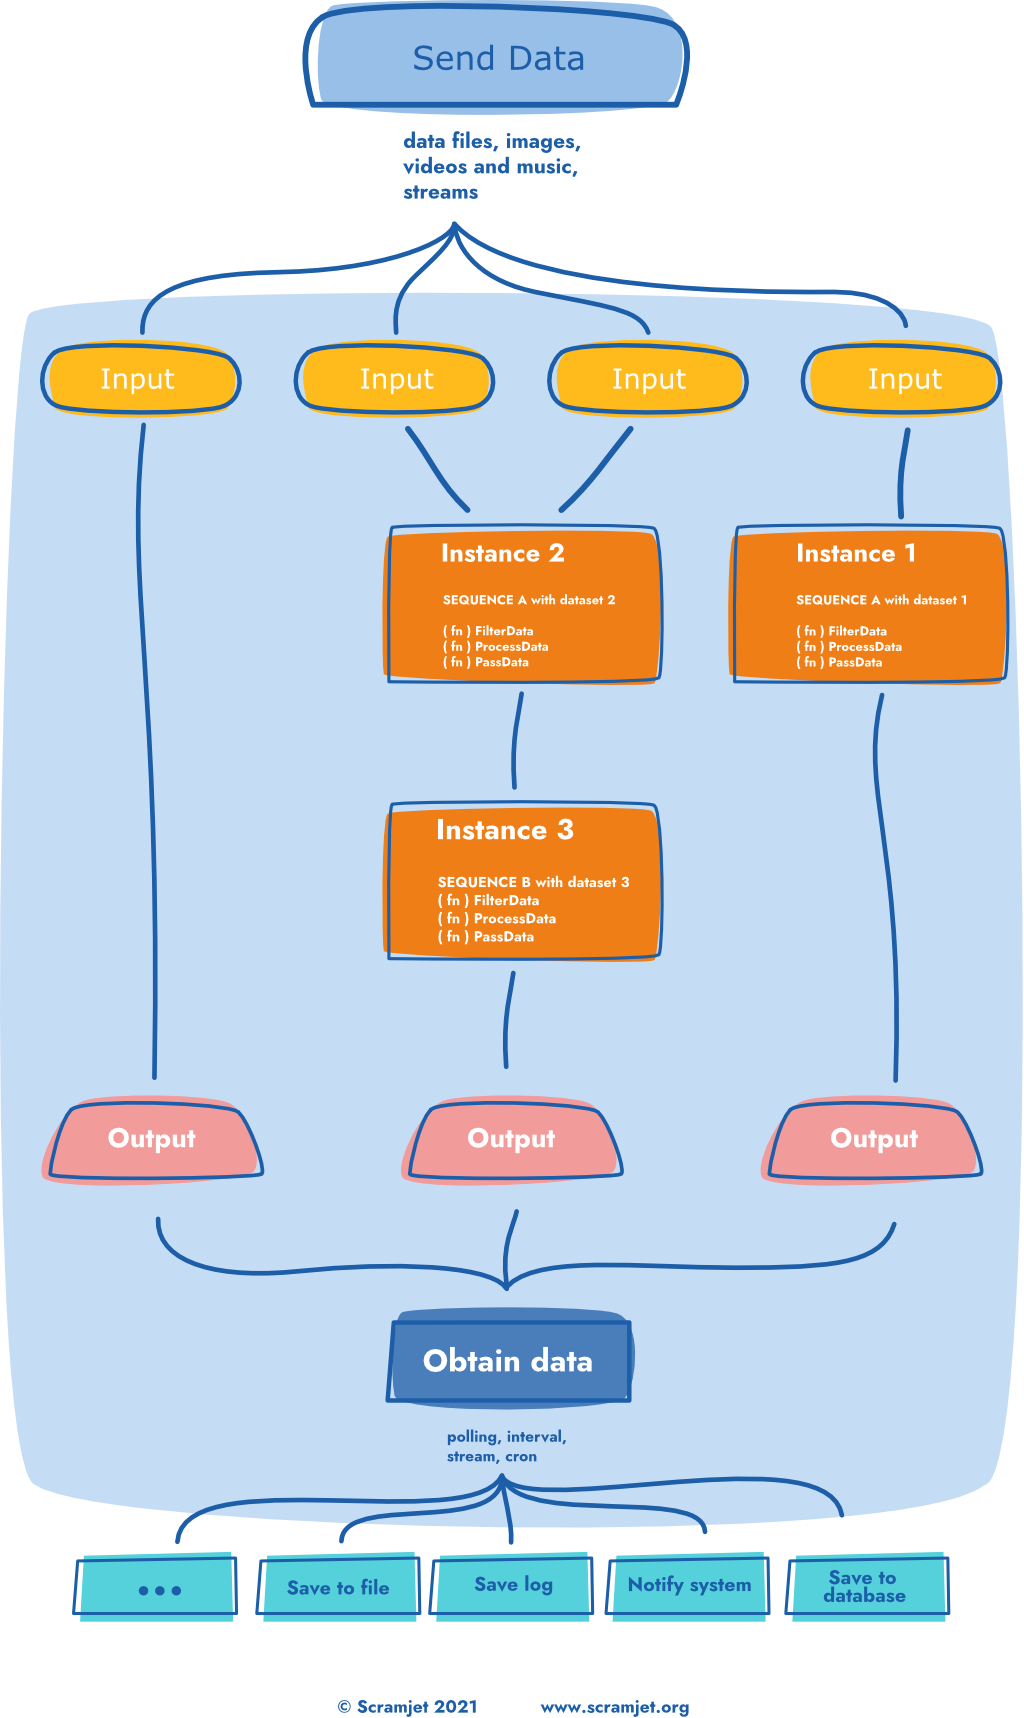 Send Data
data files, images,
videos and music,
streams
Input
Input
Input
Input
Instance 2
SEQUENCE A with dataset 2
( fn ) FilterData
( fn ) ProcessData
( fn ) PassData
Instance 1
SEQUENCE A with dataset 1
( fn ) FilterData
( fn ) ProcessData
( fn ) PassData
Instance 3
SEQUENCE B with dataset 3
( fn ) FilterData
( fn ) ProcessData
( fn ) PassData
Output
Output
Output
Obtain data
polling, interval,
stream, cron
•••
Save to file
Save log
Notify system
Save to
database
© Scramjet 2021
www.scramjet.org